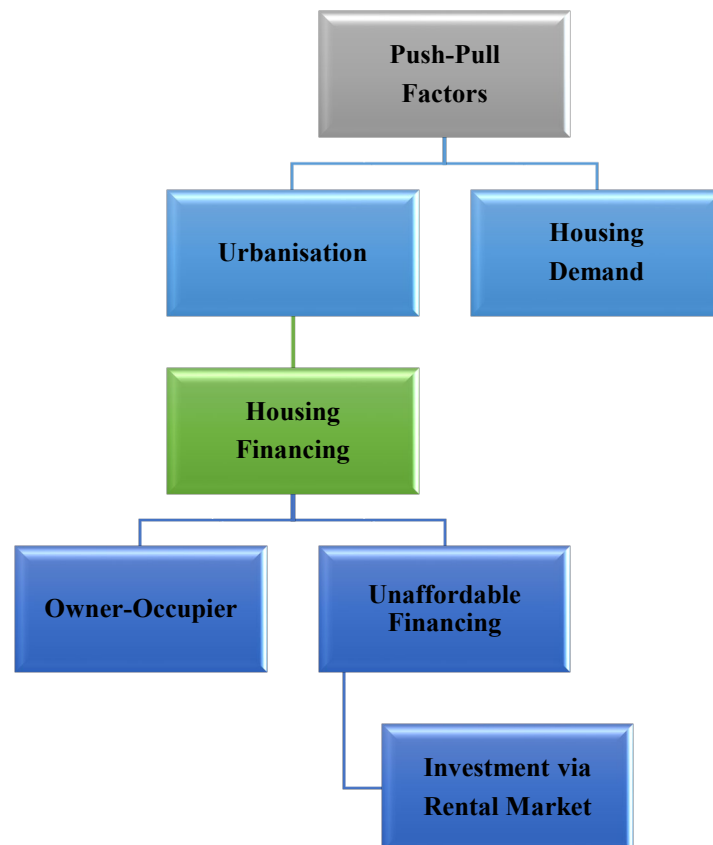 Push-Pull
Factors
Urbanisation
Housing
Demand
Housing
Financing
Owner-Occupier
Unaffordable
Financing
Investment via
Rental Market